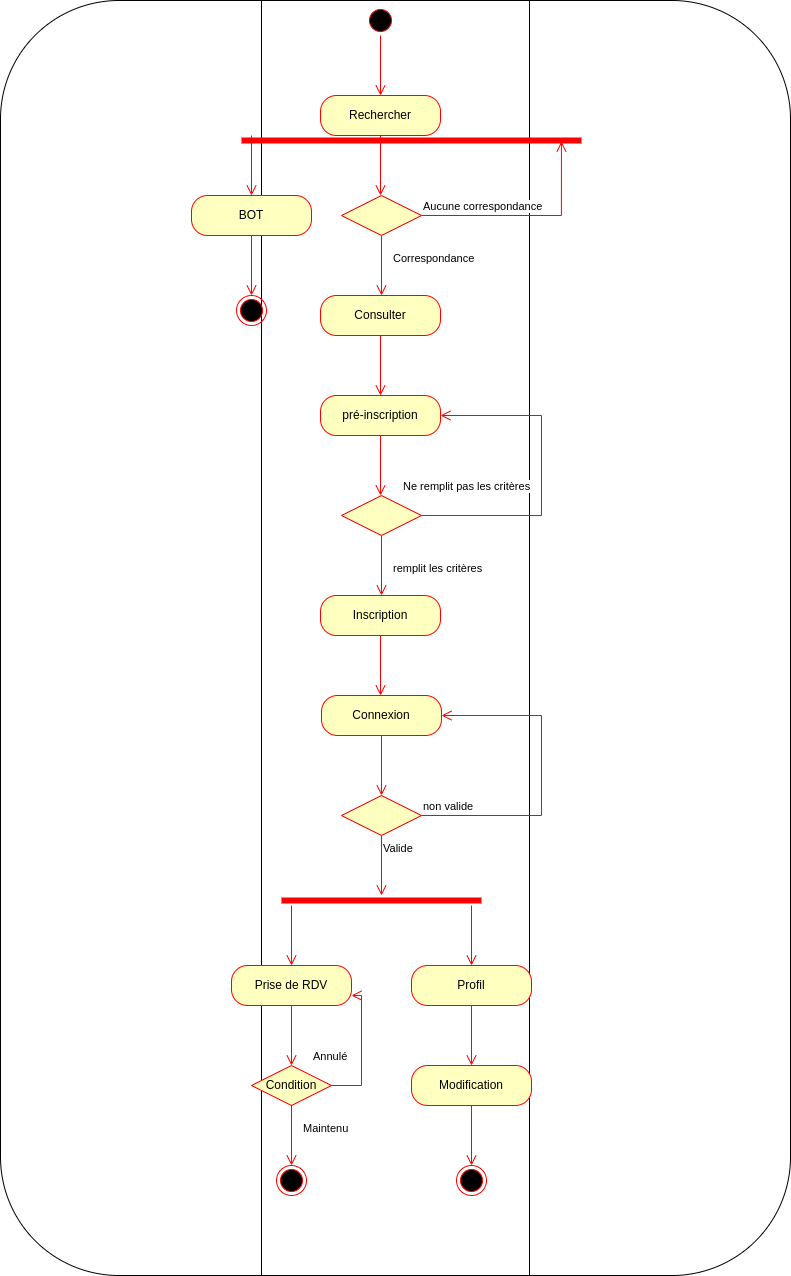 Rechercher
BOT
Aucune correspondance
Correspondance
Consulter
pré-inscription
Ne remplit pas les critères
remplit les critères
Inscription
Connexion
non valide
Valide
Prise de RDV
Profil
Annulé
Condition
Modification
Maintenu